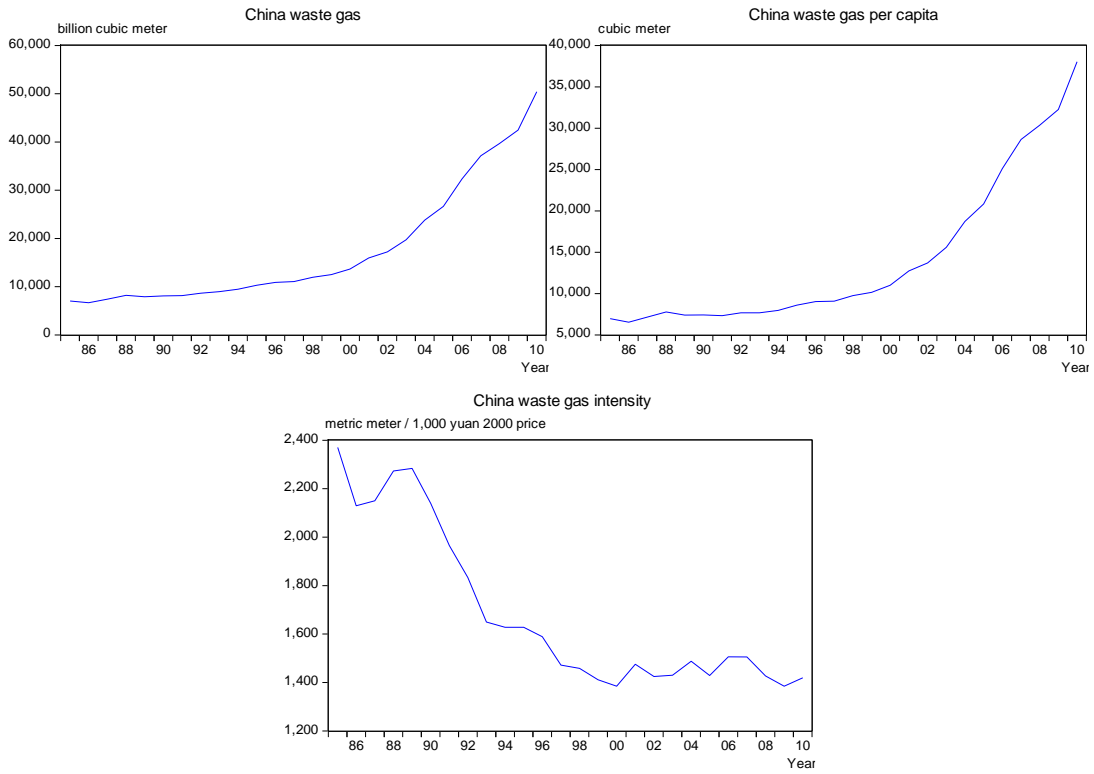 China waste gas
billion cubic meter
60,000
50,000
40,000
30,000
20,000
10,000
0
86 88 90 92 94 96 98 00 02 04 06 08 10
Year
China waste gas per capita
cubic meter
40,000
35,000
30,000
25,000
20,000
15,000
10,000
5,000
86 88 90 92 94 96 98 00 02 04 06 08 10
Year
China waste gas intensity
metric meter / 1,000 yuan 2000 price
2,400
2,200
2,000
1,800
1,600
1,400
1,200
86 88 90 92 94 96 98 00 02 04 06 08 10
Year